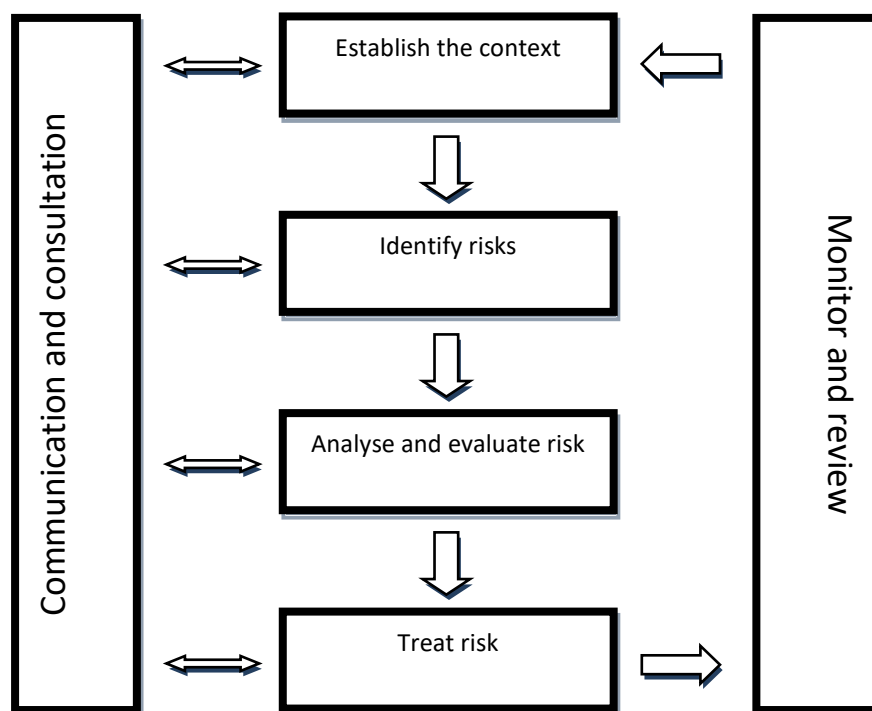 Communication and consultation
Establish the context
Identify risks
Analyse and evaluate risk
Treat risk
Monitor and review